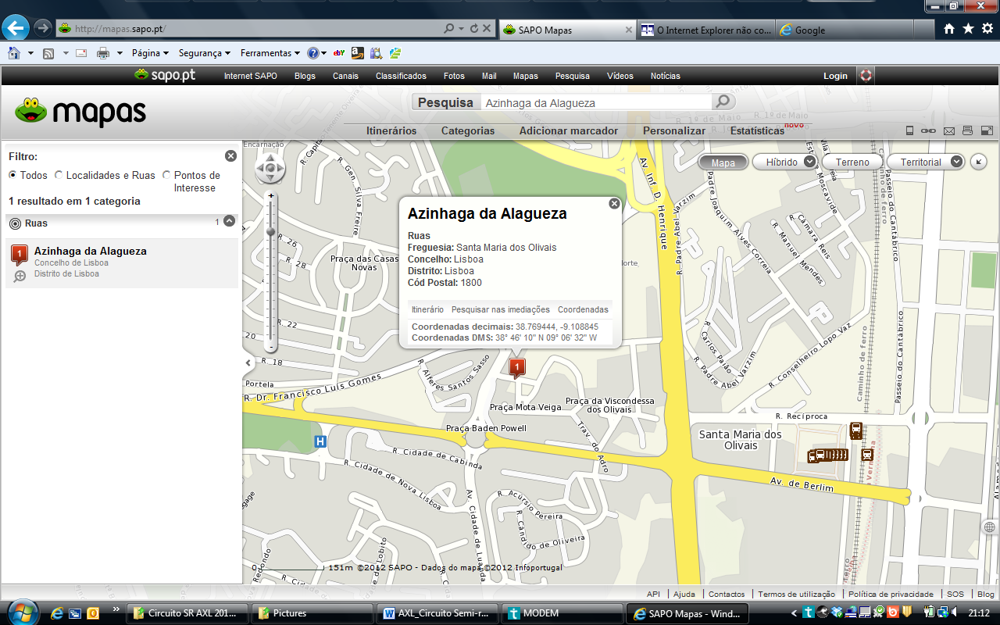 http://mapas.sapo.pt/
SAPO Mapas
O Internet Explorer não co...
Google
Página
Segurança
Ferramentas
sapo.pt
Internet SAPO
Blogs
Canais
Classificados
Fotos
Mail
Mapas
Pesquisa
Vídeos
Notícias
Login
mapas
Pesquisa
Azinhaga da Alagueza
Itinerários
Categorias
Adicionar marcador
Personalizar
Estatísticas
novo
Filtro:
Todos
Localidades e Ruas
Pontos de
Interesse
1 resultado em 1 categoria
Ruas
1
1
Azinhaga da Alagueza
Concelho de Lisboa
Distrito de Lisboa
Mapa
Híbrido
Terreno
Territorial
Azinhaga da Alagueza
Ruas
Freguesia: Santa Maria dos Olivais
Concelho: Lisboa
Distrito: Lisboa
Cód Postal: 1800
Itinerário
Pesquisar nas imediações
Coordenadas
Coordenadas decimais: 38.769444, -9.108845
Coordenadas DMS: 38° 46' 10" N 09° 06' 32" W
1
Encarnação
R. Gen. Silva Freire
R. 26
R. 28
Praça das Casas
Novas
R. 22
R. 18
Portela
R. Dr. Francisco Luís Gomes
R. Alferes Santos Sasso
Praça Mota Veiga
Praça da Viscondessa
dos Olivais
Praça Baden Powell
Trav. do Adro
H
R. Cidade de Cabinda
R. Cidade de Nova Lisboa
Av. Cidade de Luanda
R. Acúrsio Pereira
R. Cândido de Oliveira
R. 1º de Maio
Av. Inf. D. Henrique
R. Padre Abel Varzim
R. Padre Joaquim Alves Correia
R. Câmara Reis
R. Manuel Mendes
R. Carlos Paião
R. Padre Abel Varzim
R. Conselheiro Lopo Vaz
Caminho de ferro
Passeio do Cantábrico
Passeio do Cantábrico
R. Recíproca
Santa Maria dos
Olivais
Av. de Berlim
0
151m ©2012 SAPO - Dados do mapa ©2012 Infoportugal
API
Ajuda
Contactos
Termos de utilização
Política de privacidade
SOS
Blog
Circuito SR AXL 201...
Pictures
AXL_Circuito Semi-r...
MODEM
SAPO Mapas - Wind...
21:12